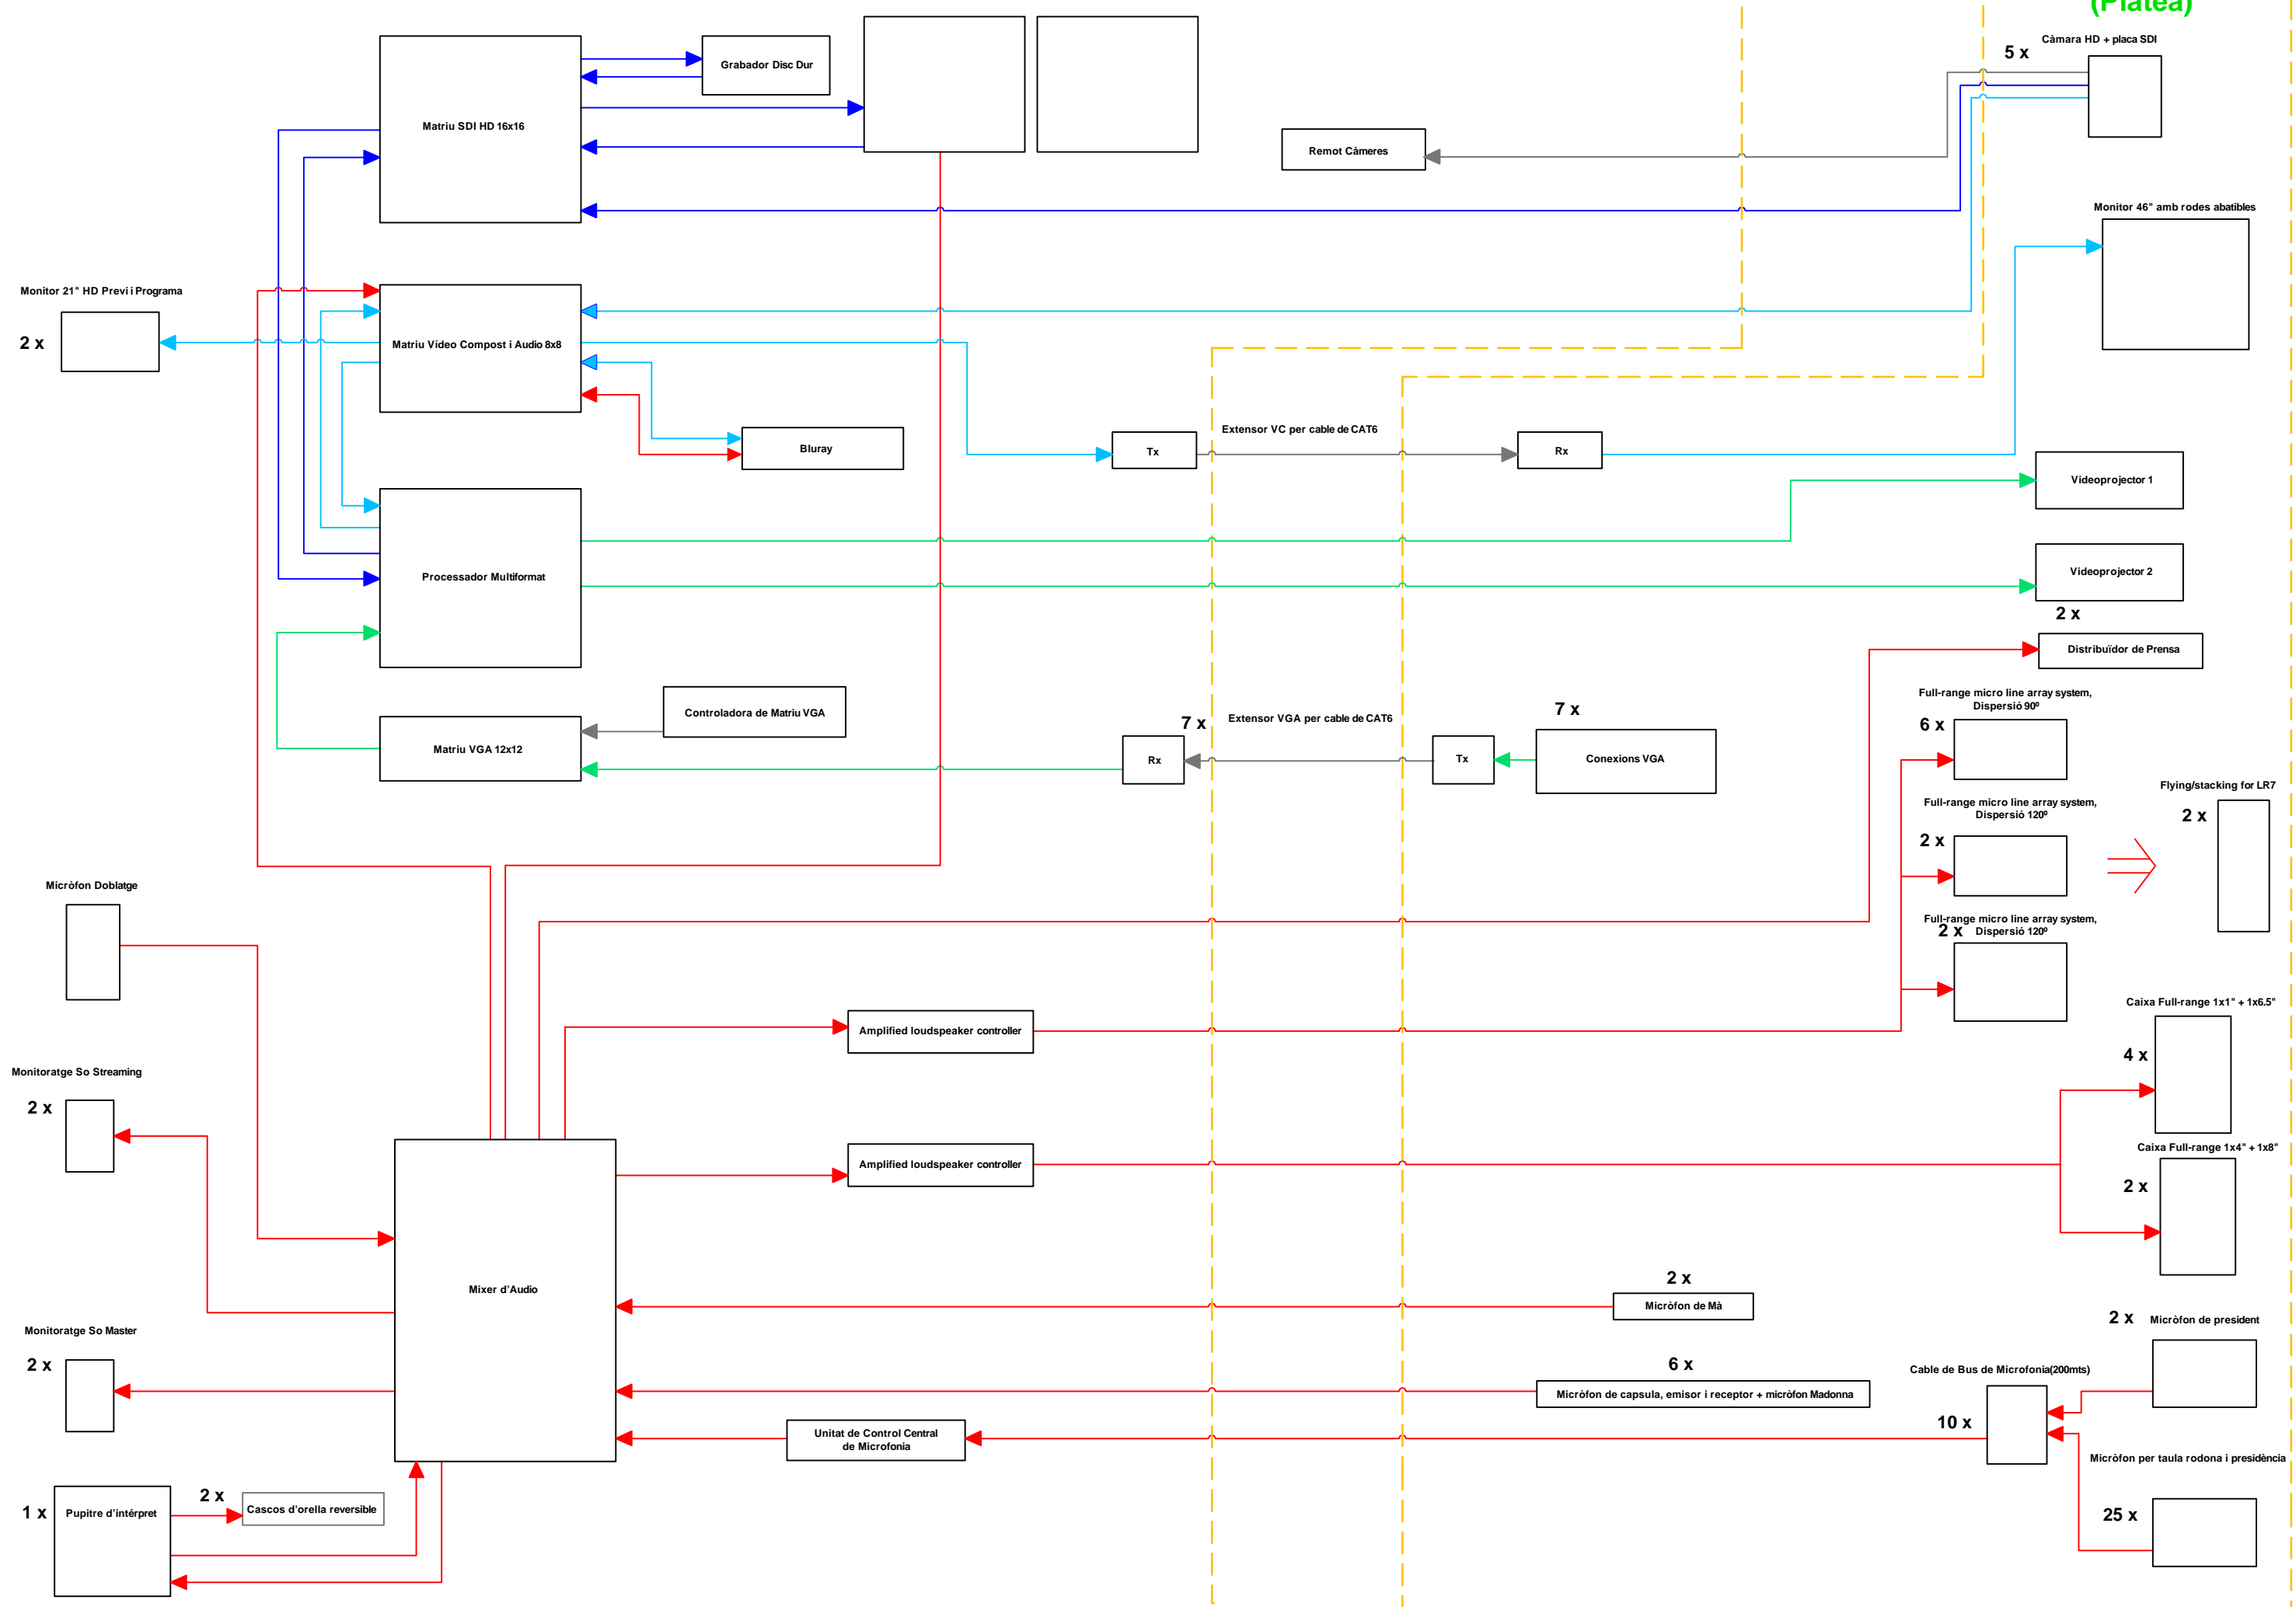 (Platea)
Càmara HD + placa SDI
5 x
Grabador Disc Dur
Matriu SDI HD 16x16
Remot Càmeres
Monitor 46" amb rodes abatibles
Monitor 21" HD Previ i Programa
2 x
Matriu Vídeo Compost i Audio 8x8
Bluray
Tx
Extensor VC per cable de CAT6
Rx
Videoprojector 1
Processador Multiformat
Videoprojector 2
2 x
Distribuïdor de Prensa
Controladora de Matriu VGA
Matriu VGA 12x12
7 x
Rx
Extensor VGA per cable de CAT6
Tx
7 x
Conexions VGA
Full-range micro line array system,
Dispersió 90º
6 x
Flying/stacking for LR7
2 x
Full-range micro line array system,
Dispersió 120º
2 x
Full-range micro line array system,
Dispersió 120º
2 x
Micròfon Doblatge
Amplified loudspeaker controller
Caixa Full-range 1x1" + 1x6.5"
4 x
Monitoratge So Streaming
2 x
Amplified loudspeaker controller
Caixa Full-range 1x4" + 1x8"
2 x
Mixer d'Audio
2 x
Micròfon de Mà
Monitoratge So Master
2 x
6 x
Micròfon de capsula, emisor i receptor + micròfon Madonna
2 x
Micròfon de president
Cable de Bus de Microfonia(200mts)
10 x
Unitat de Control Central
de Microfonia
Micròfon per taula rodona i presidència
25 x
1 x
Pupitre d'intérpret
2 x
Cascos d'orella reversible